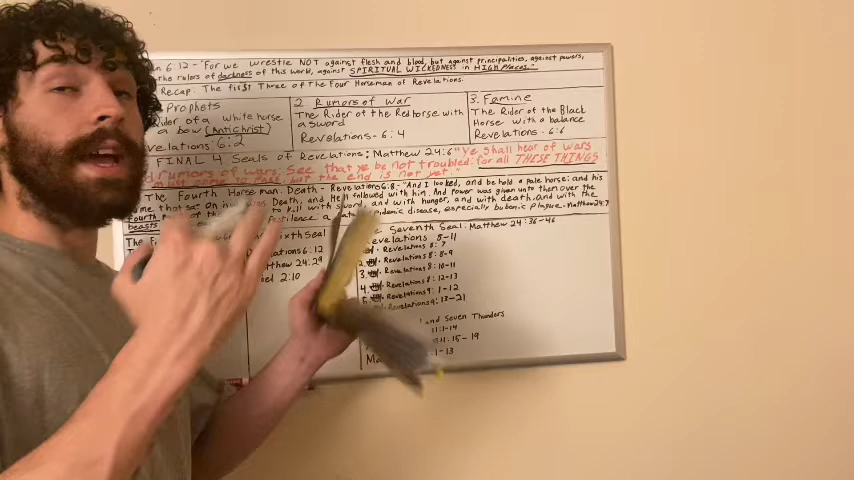 n 6:12 - "For we wrestle NOT against flesh and blood, but against principalities, against powers,
the rulers of darkness of this world, against SPIRITUAL WICKEDNESS in HIGH Places."
Recap: The first Three of The Four Horseman of Revelations.
Prophets
Rider of a white horse
a bow (Antichrist)
velations 6:2
2. Rumors of War
The Rider of the Red horse with
a sword
Revelations - 6:4
3. Famine
The Rider of the Black
Horse with a balance
Revelations - 6:6
FINAL 4 Seals of Revelations: Matthew 24:6 "Ye shall hear of wars
d rumors of wars: see that ye be not troubled: for all THESE THINGS
must come to pass, but the end is not yet."
The Fourth Horseman: Death - Revelations 6:8 - "And I looked, and behold a pale horse: and his
name that sat on him was Death, and Hell followed with him. And Power was given unto them over the
fourth part of the to kill with sword, and with hunger, and with death, and with the
beasts disease, especially bubonic plague. - Matthew 24:7
The
ixth Seal
velations 6:12
tthew 24:29
el 2:10
Seventh Seal. Matthew 24:36-46
Revelations 8-11
Revelations 8:7
2. Revelations 8:8-9
3. Revelations 8:10-11
4. Revelations 8:12-13
5. Revelations 9:1-12
Revelations 9:13-21
and Seven Thunders
11:1-14
11:15-19
1-13